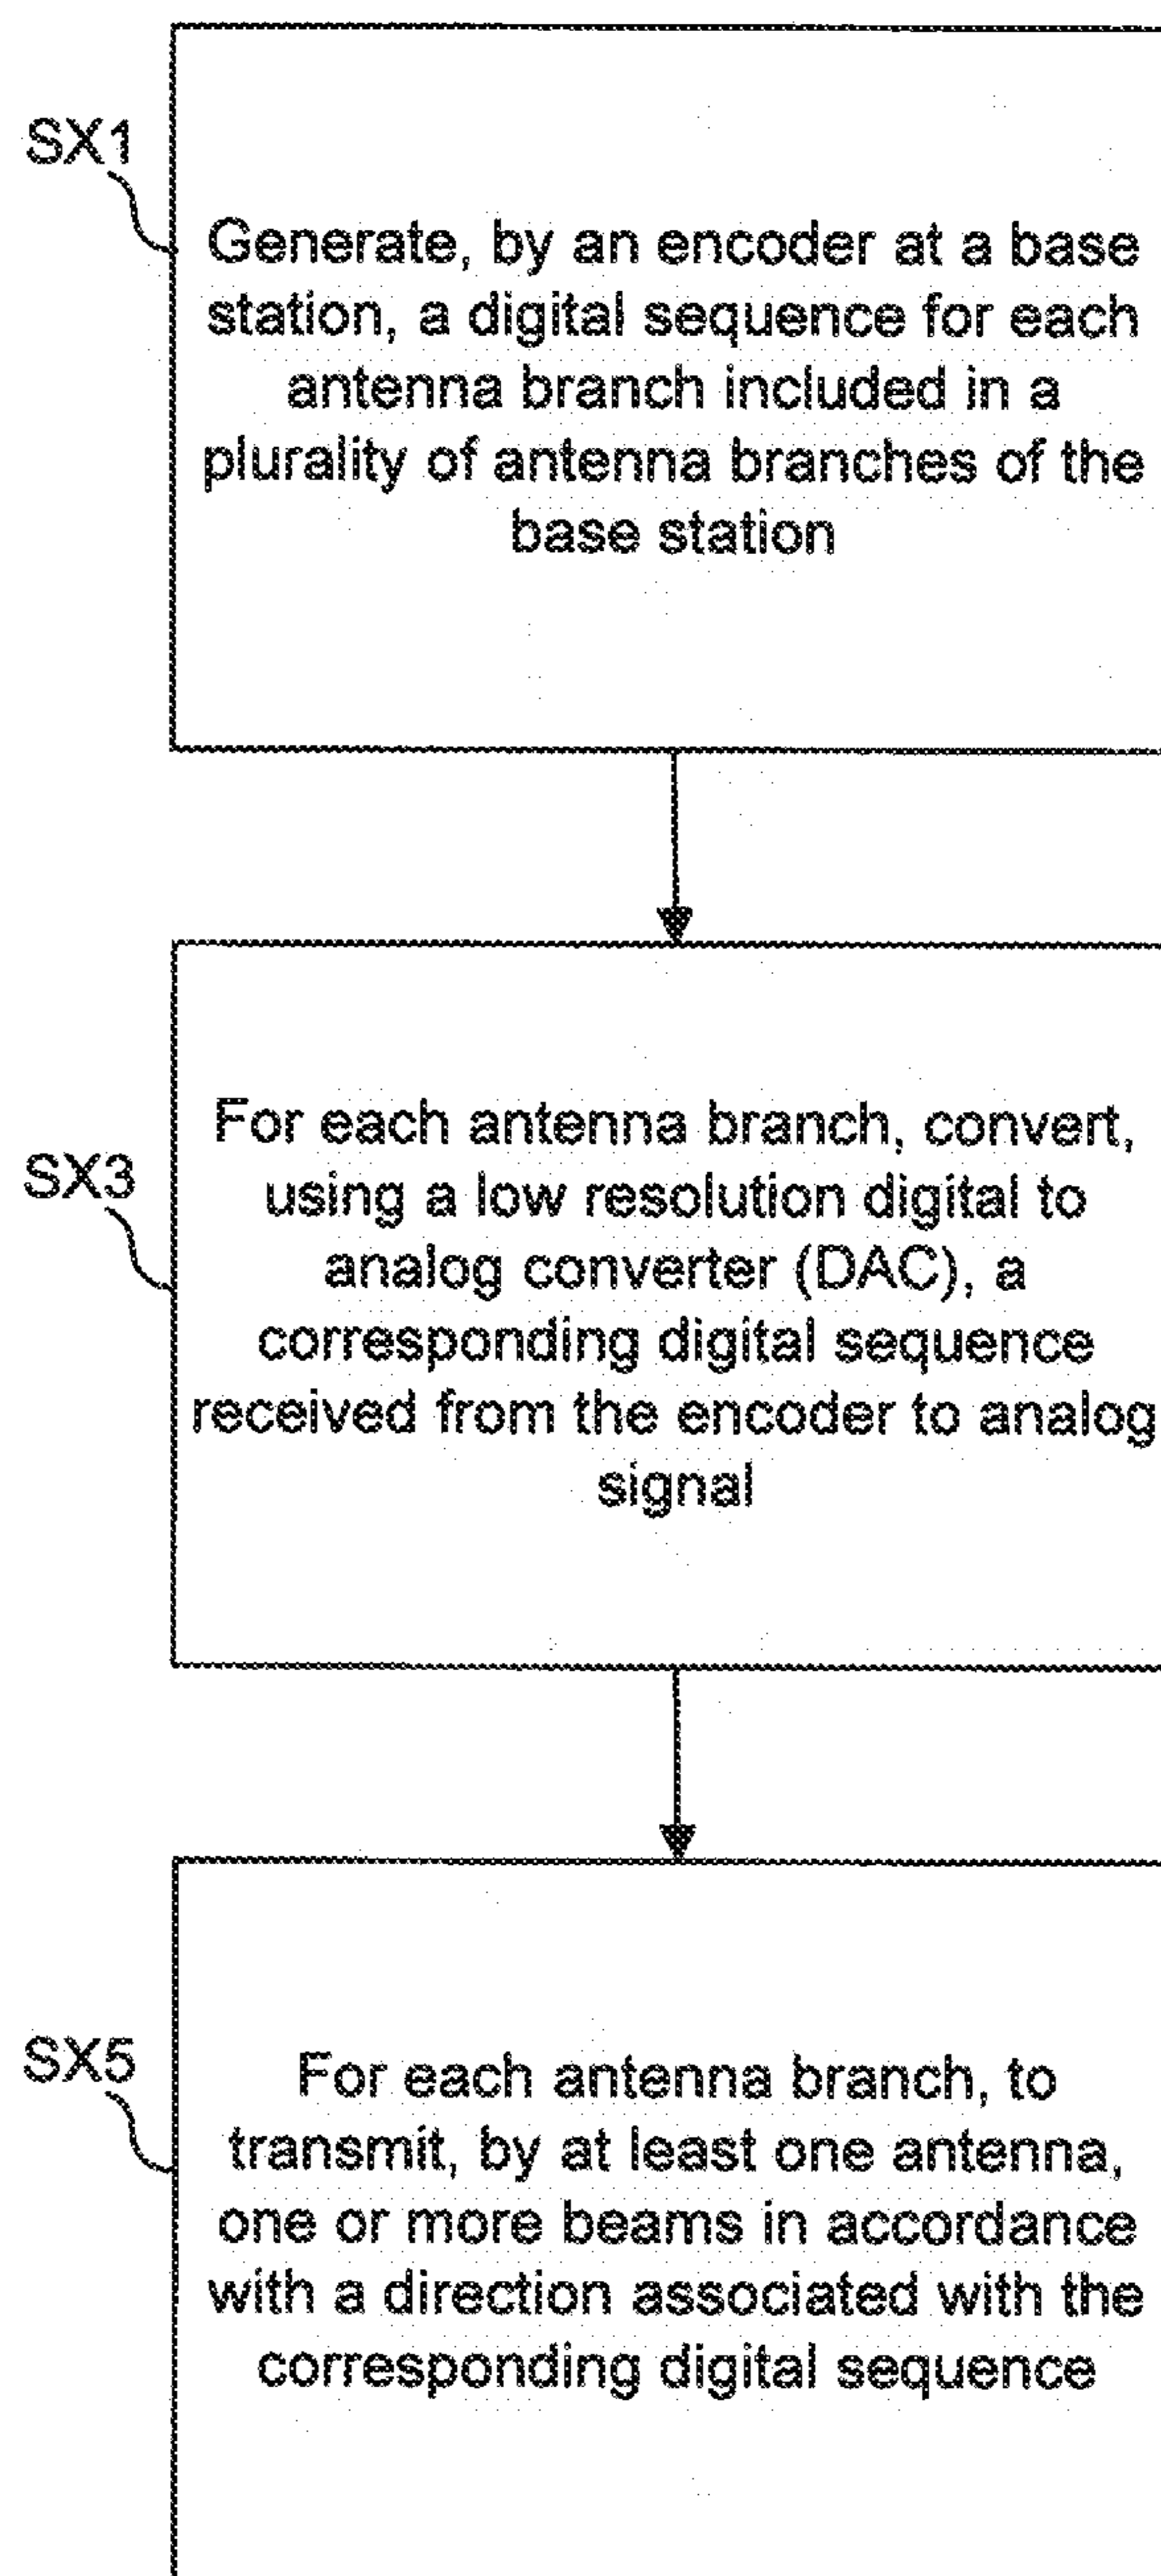 SX1
Generate, by an encoder at a base
station, a digital sequence for each
antenna branch included in a
plurality of antenna branches of the
base station
SX3
For each antenna branch, convert,
using a low resolution digital to
analog converter (DAC), a
corresponding digital sequence
received from the encoder to analog
signal
SX5
For each antenna branch, to
transmit, by at least one antenna,
one or more beams in accordance
with a direction associated with the
corresponding digital sequence